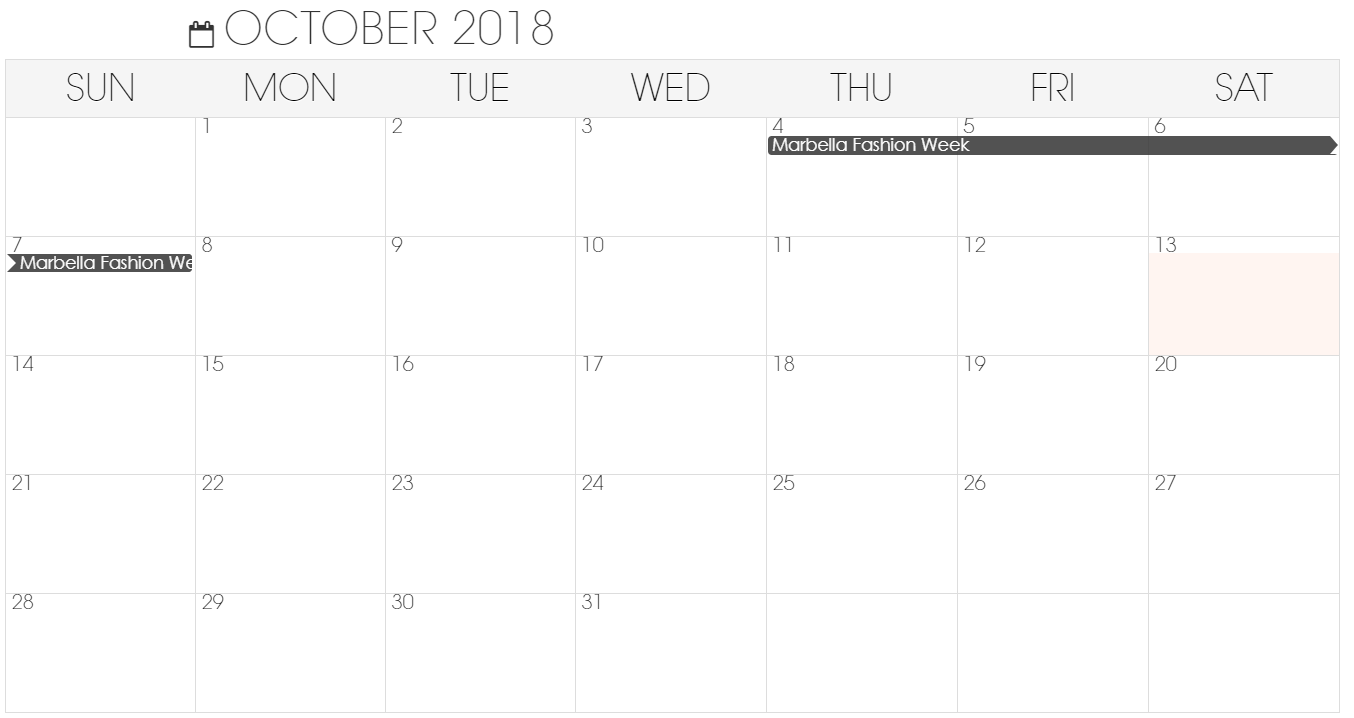 OCTOBER 2018
SUN MON TUE WED THU FRI SAT
1 2 3 4 5 6
Marbella Fashion Week
7 8 9 10 11 12 13
Marbella Fashion We
14 15 16 17 18 19 20
21 22 23 24 25 26 27
28 29 30 31